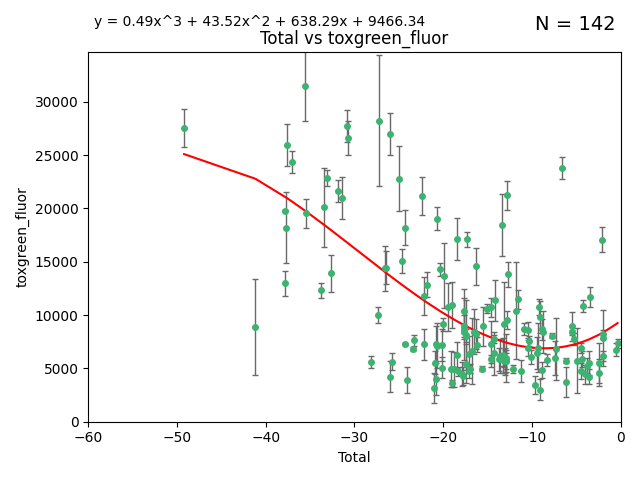 y = 0.49x^3 + 43.52x^2 + 638.29x + 9466.34
N = 142
Total vs toxgreen_fluor
toxgreen_fluor
30000
25000
20000
15000
10000
5000
0
−60
−50
−40
−30
−20
−10
0
Total